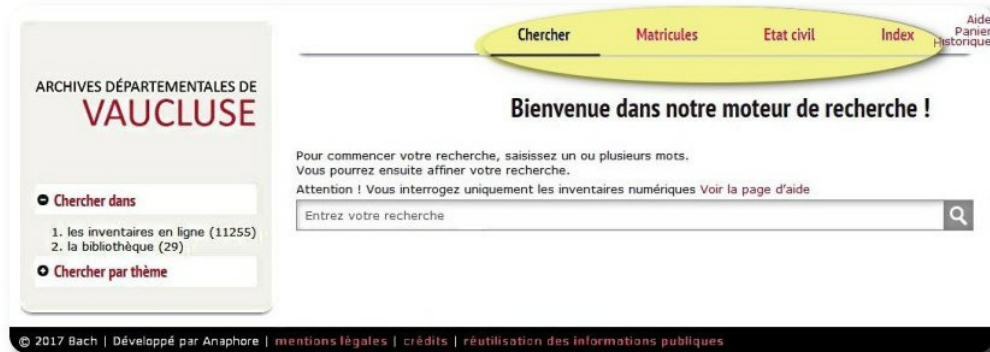 Chercher Matricules Etat civil Index
Aide
Panier
Historique
ARCHIVES DÉPARTEMENTALES DE
VAUCLUSE
Chercher dans
1. les inventaires en ligne (11255)
2. la bibliothèque (29)
Chercher par thème
Bienvenue dans notre moteur de recherche !
Pour commencer votre recherche, saisissez un ou plusieurs mots.
Vous pourrez ensuite affiner votre recherche.
Attention ! Vous interrogez uniquement les inventaires numériques Voir la page d'aide
Entrez votre recherche
© 2017 Bach | Développé par Anaphore | mentions légales | crédits | réutilisation des informations publiques